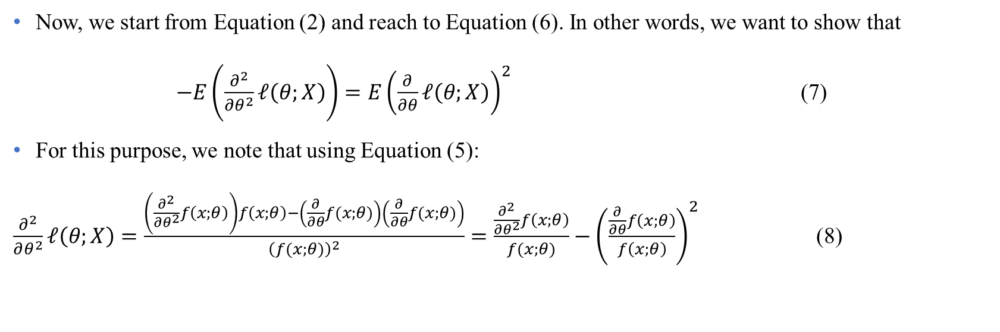 • Now, we start from Equation (2) and reach to Equation (6). In other words, we want to show that
$-E\left(\frac{\partial^2}{\partial\theta^2}\ell(\theta;X)\right) = E\left(\frac{\partial}{\partial\theta}\ell(\theta;X)\right)^2$ (7)
• For this purpose, we note that using Equation (5):
$\frac{\partial^2}{\partial\theta^2}\ell(\theta;X) = \frac{\left(\frac{\partial^2}{\partial\theta^2}f(x;\theta)\right)f(x;\theta)-\left(\frac{\partial}{\partial\theta}f(x;\theta)\right)\left(\frac{\partial}{\partial\theta}f(x;\theta)\right)}{(f(x;\theta))^2} = \frac{\frac{\partial^2}{\partial\theta^2}f(x;\theta)}{f(x;\theta)} - \left(\frac{\frac{\partial}{\partial\theta}f(x;\theta)}{f(x;\theta)}\right)^2$ (8)